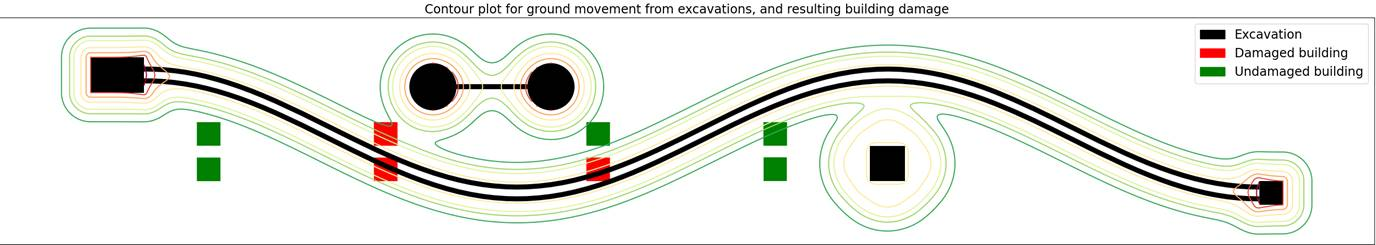 Contour plot for ground movement from excavations, and resulting building damage
Excavation
Damaged building
Undamaged building